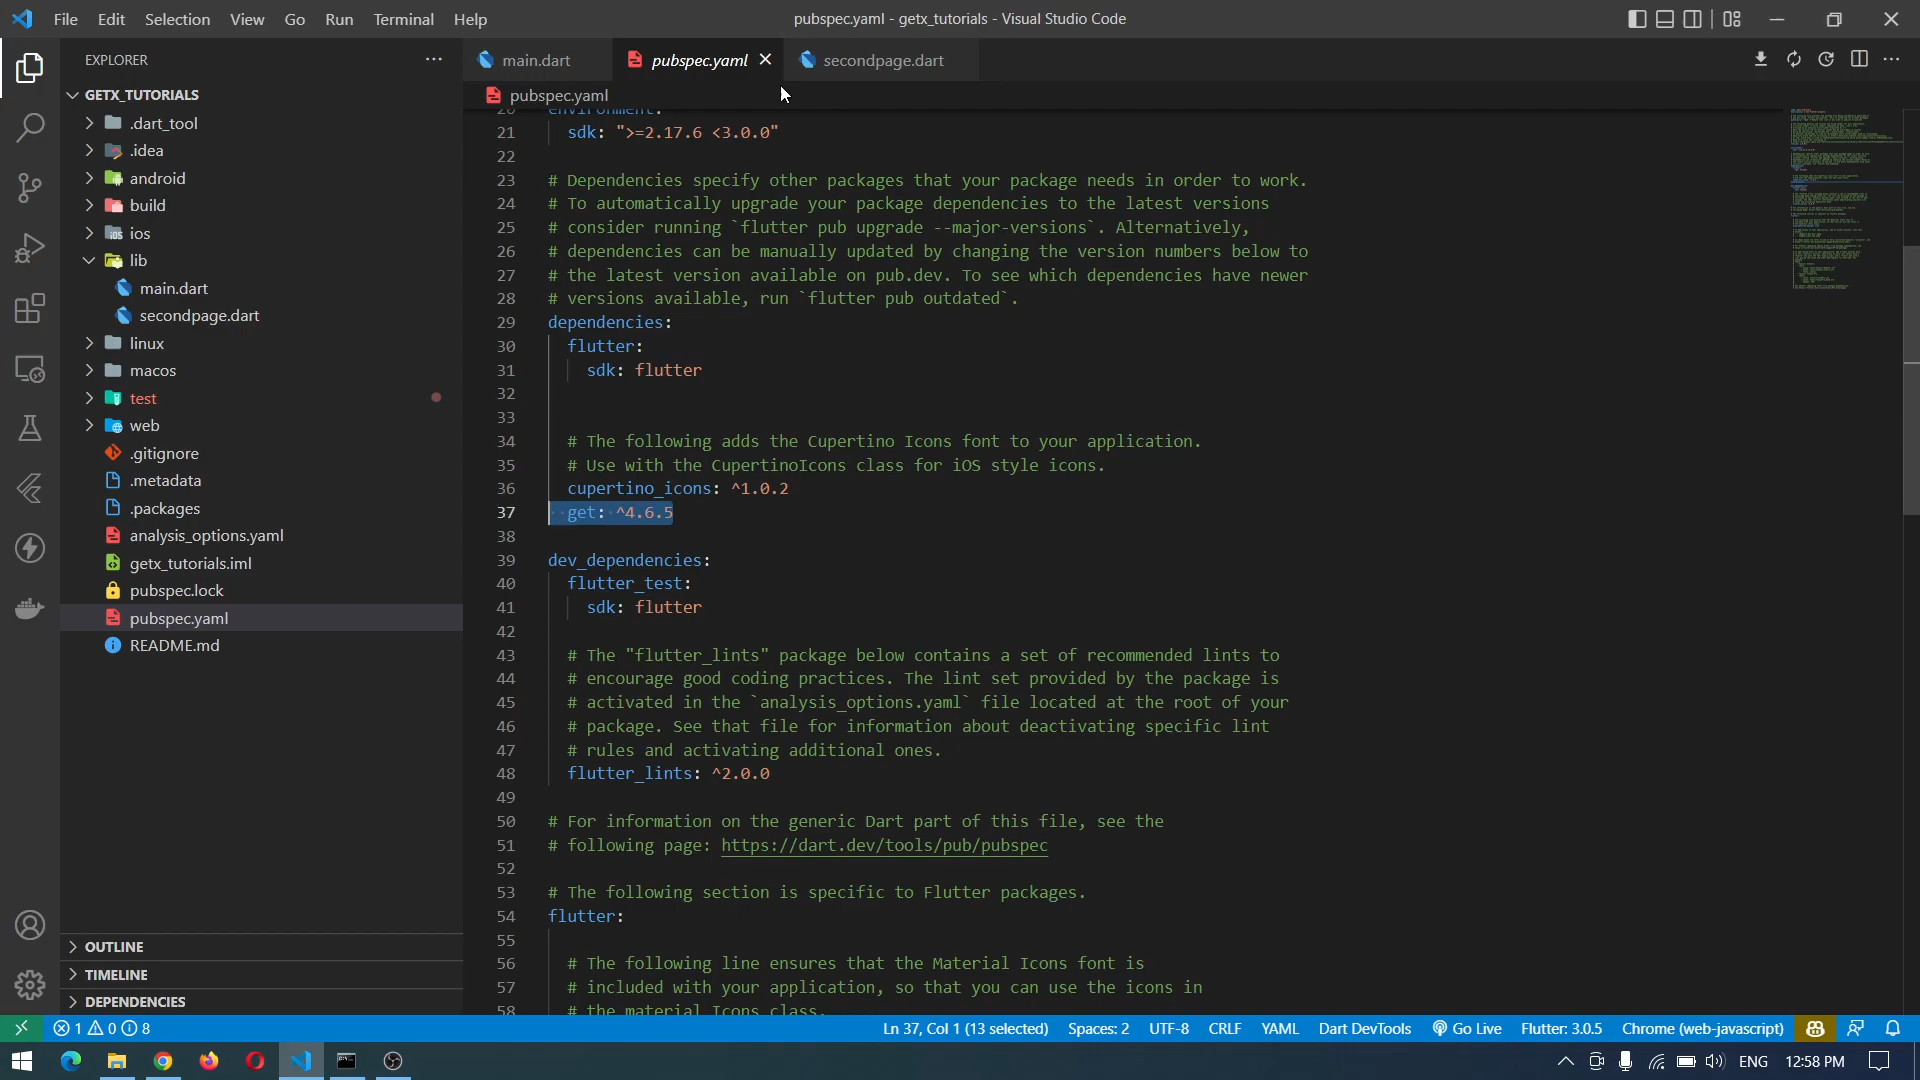 File Edit Selection View Go Run Terminal Help
pubspec.yaml - getx_tutorials - Visual Studio Code
EXPLORER
GETX_TUTORIALS
.dart_tool
.idea
android
build
ios
lib
main.dart
secondpage.dart
linux
macos
test
web
.gitignore
.metadata
.packages
analysis_options.yaml
getx_tutorials.iml
pubspec.lock
pubspec.yaml
README.md
OUTLINE
TIMELINE
DEPENDENCIES
main.dart pubspec.yaml secondpage.dart
pubspec.yaml
20 environment:
21 sdk: ">=2.17.6 <3.0.0"
22
23 # Dependencies specify other packages that your package needs in order to work.
24 # To automatically upgrade your package dependencies to the latest versions
25 # consider running `flutter pub upgrade --major-versions`. Alternatively,
26 # dependencies can be manually updated by changing the version numbers below to
27 # the latest version available on pub.dev. To see which dependencies have newer
28 # versions available, run `flutter pub outdated`.
29 dependencies:
30 flutter:
31 sdk: flutter
32
33
34 # The following adds the Cupertino Icons font to your application.
35 # Use with the CupertinoIcons class for iOS style icons.
36 cupertino_icons: ^1.0.2
37 get: ^4.6.5
38
39 dev_dependencies:
40 flutter_test:
41 sdk: flutter
42
43 # The "flutter_lints" package below contains a set of recommended lints to
44 # encourage good coding practices. The lint set provided by the package is
45 # activated in the `analysis_options.yaml` file located at the root of your
46 # package. See that file for information about deactivating specific lint
47 # rules and activating additional ones.
48 flutter_lints: ^2.0.0
49
50 # For information on the generic Dart part of this file, see the
51 # following page: https://dart.dev/tools/pub/pubspec
52
53 # The following section is specific to Flutter packages.
54 flutter:
55
56 # The following line ensures that the Material Icons font is
57 # included with your application, so that you can use the icons in
58 # the material Icons class.
1 0 8 Ln 37, Col 1 (13 selected) Spaces: 2 UTF-8 CRLF YAML Dart DevTools Go Live Flutter: 3.0.5 Chrome (web-javascript)
ENG 12:58 PM